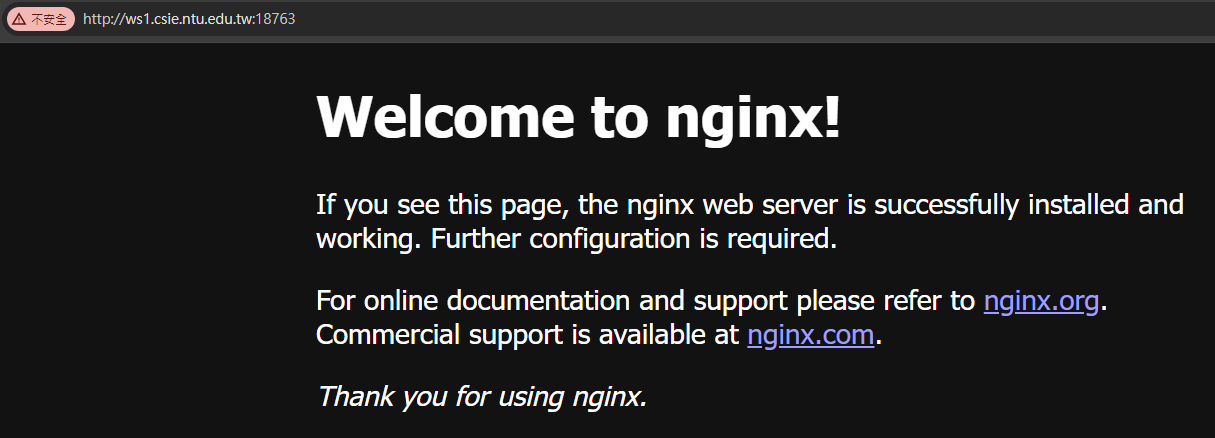 不安全 http://ws1.csie.ntu.edu.tw:18763
Welcome to nginx!
If you see this page, the nginx web server is successfully installed and
working. Further configuration is required.
For online documentation and support please refer to nginx.org.
Commercial support is available at nginx.com.
Thank you for using nginx.